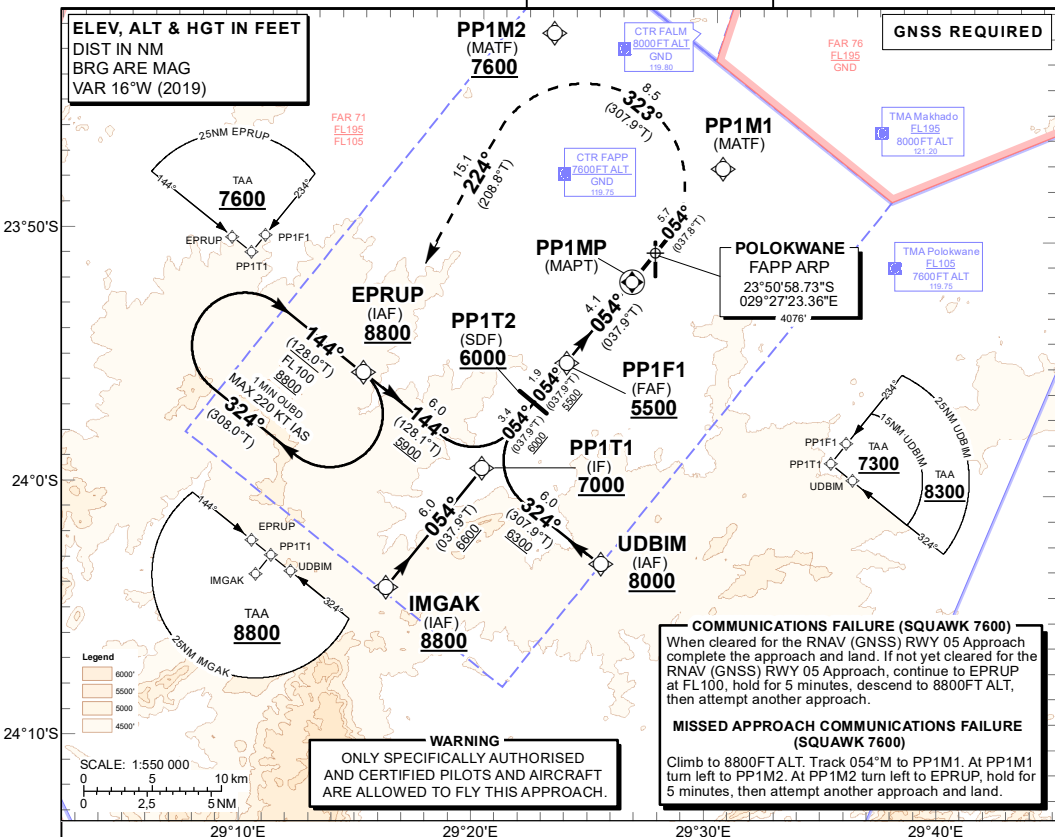 ELEV, ALT & HGT IN FEET
DIST IN NM
BRG ARE MAG
VAR 16°W (2019)
PP1M2
(MATF)
7600
CTR FALM
8000FT ALT
GND
119.80
FAR 76
FL195
GND
GNSS REQUIRED
FAR 71
FL195
FL105
8.5
323°
(307.9°T)
PP1M1
(MATF)
TMA Makhado
FL195
8000FT ALT
121.20
25NM EPRUP
144°
TAA
7600
234°
EPRUP
PP1F1
PP1T1
15.1
224°
(208.8°T)
CTR FAPP
7600FT ALT
GND
119.75
5.7
054°
(037.8°T)
23°50'S
PP1MP
(MAPT)
POLOKWANE
FAPP ARP
23°50'58.73"S
029°27'23.36"E
4076'
TMA Polokwane
FL105
7600FT ALT
119.75
EPRUP
(IAF)
8800
4.1
054°
(037.9°T)
PP1T2
(SDF)
6000
144°
(128.0°T)
FL100
8800
1 MIN OUBD
MAX 220 KT IAS
324°
(308.0°T)
1.9
054°
(037.9°T)
5500
PP1F1
(FAF)
5500
6.0
144°
(128.1°T)
5900
3.4
054°
(037.9°T)
6000
234°
25NM UDBIM
15NM UDBIM
PP1F1
PP1T1
UDBIM
TAA
7300
TAA
8300
324°
PP1T1
(IF)
7000
24°0'S
6.0
054°
(037.9°T)
6600
6.0
324°
(307.9°T)
6300
UDBIM
(IAF)
8000
144°
EPRUP
PP1T1
IMGAK
UDBIM
324°
TAA
8800
25NM IMGAK
IMGAK
(IAF)
8800
Legend
6000'
5500'
5000
4500'
COMMUNICATIONS FAILURE (SQUAWK 7600)
When cleared for the RNAV (GNSS) RWY 05 Approach
complete the approach and land. If not yet cleared for the
RNAV (GNSS) RWY 05 Approach, continue to EPRUP
at FL100, hold for 5 minutes, descend to 8800FT ALT,
then attempt another approach.
MISSED APPROACH COMMUNICATIONS FAILURE
(SQUAWK 7600)
Climb to 8800FT ALT. Track 054°M to PP1M1. At PP1M1
turn left to PP1M2. At PP1M2 turn left to EPRUP, hold for
5 minutes, then attempt another approach and land.
24°10'S
WARNING
ONLY SPECIFICALLY AUTHORISED
AND CERTIFIED PILOTS AND AIRCRAFT
ARE ALLOWED TO FLY THIS APPROACH.
SCALE: 1:550 000
0 5 10 km
0 2,5 5 NM
29°10'E
29°20'E
29°30'E
29°40'E